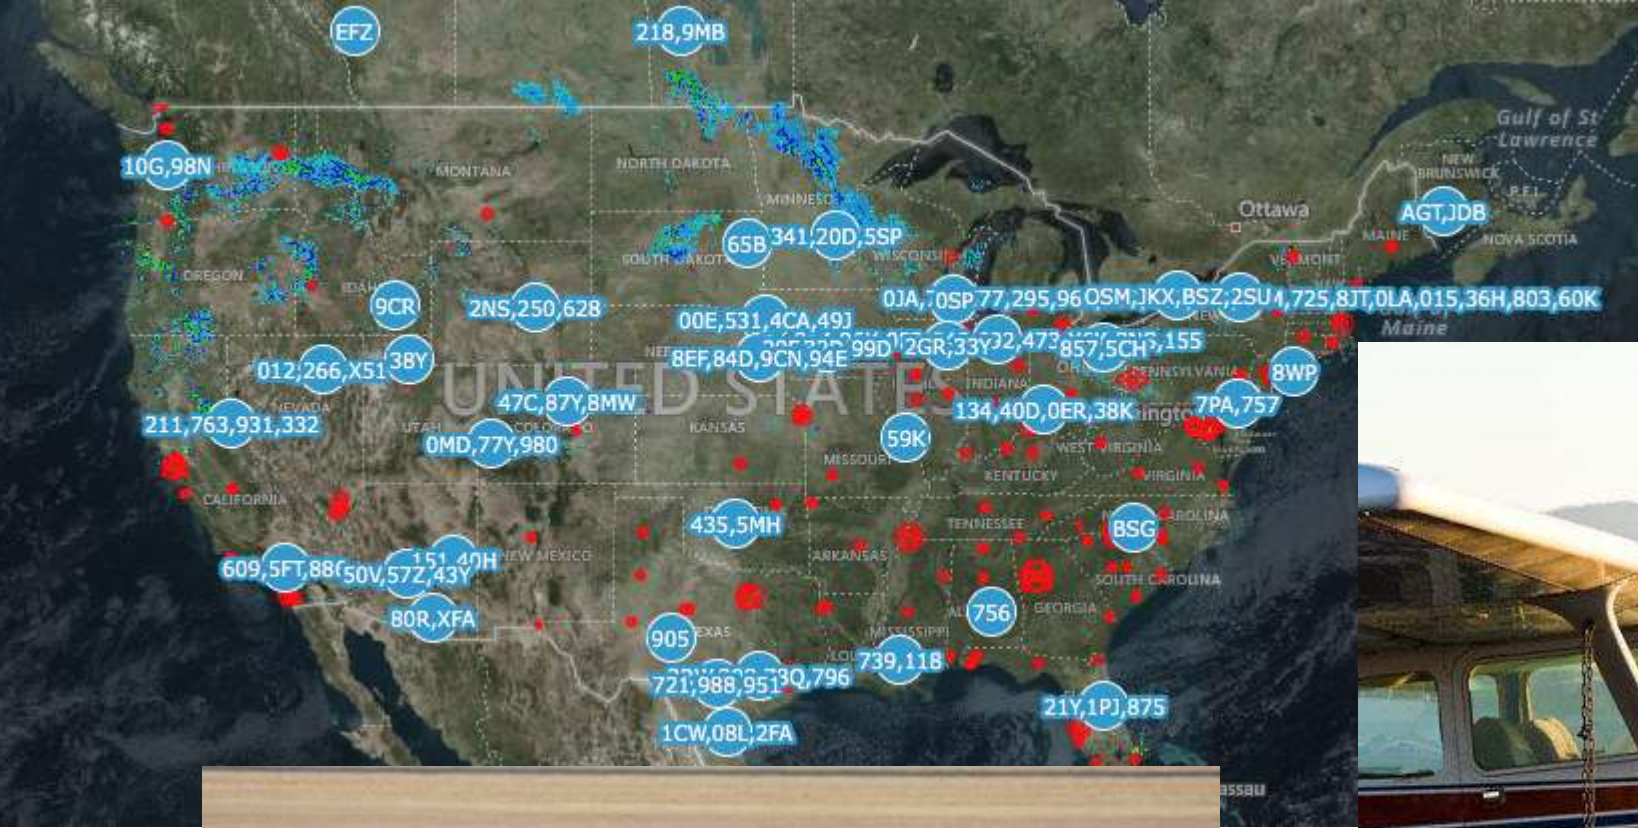 EFZ
218,9MB
Gulf of St
Lawrence
10G,98N
MONTANA
NORTH DAKOTA
NEW
BRUNSWICK
P.E.I.
MINNESO
Ottawa
AGT,JDB
65B
341,20D,5SP
MAINE
NOVA SCOTIA
SOUTH DAKOT
WISCONSIN
VERMONT
OREGON
9CR
2NS,250,628
0SP
77,295,96
OSM,JKX,BSZ,2SU
4,725,8JT,0LA,015,36H,803,60K
00E,531,4CA,49J
Maine
38Y
8EF,84D,9CN,94E
99D
2GR,33Y
857,5CH
155
012,266,X51
UNITED STATES
INDIANA
PENNSYLVANIA
8WP
NEVADA
47C,87Y,8MW
134,40D,0ER,38K
7PA,757
211,763,931,332
UTAH
COLORADO
KANSAS
0MD,77Y,980
59K
WEST VIRGINIA
MISSOURI
KENTUCKY
VIRGINIA
CALIFORNIA
435,5MH
TENNESSEE
BSG
CAROLINA
151,40H
NEW MEXICO
ARKANSAS
609,5FT,88
50V,57Z,43Y
SOUTH CAROLINA
80R,XFA
756
GEORGIA
905
EXAS
MISSISSIPPI
739,118
3Q,796
721,988,951
21Y,1PJ,875
1CW,08L,2FA
assau